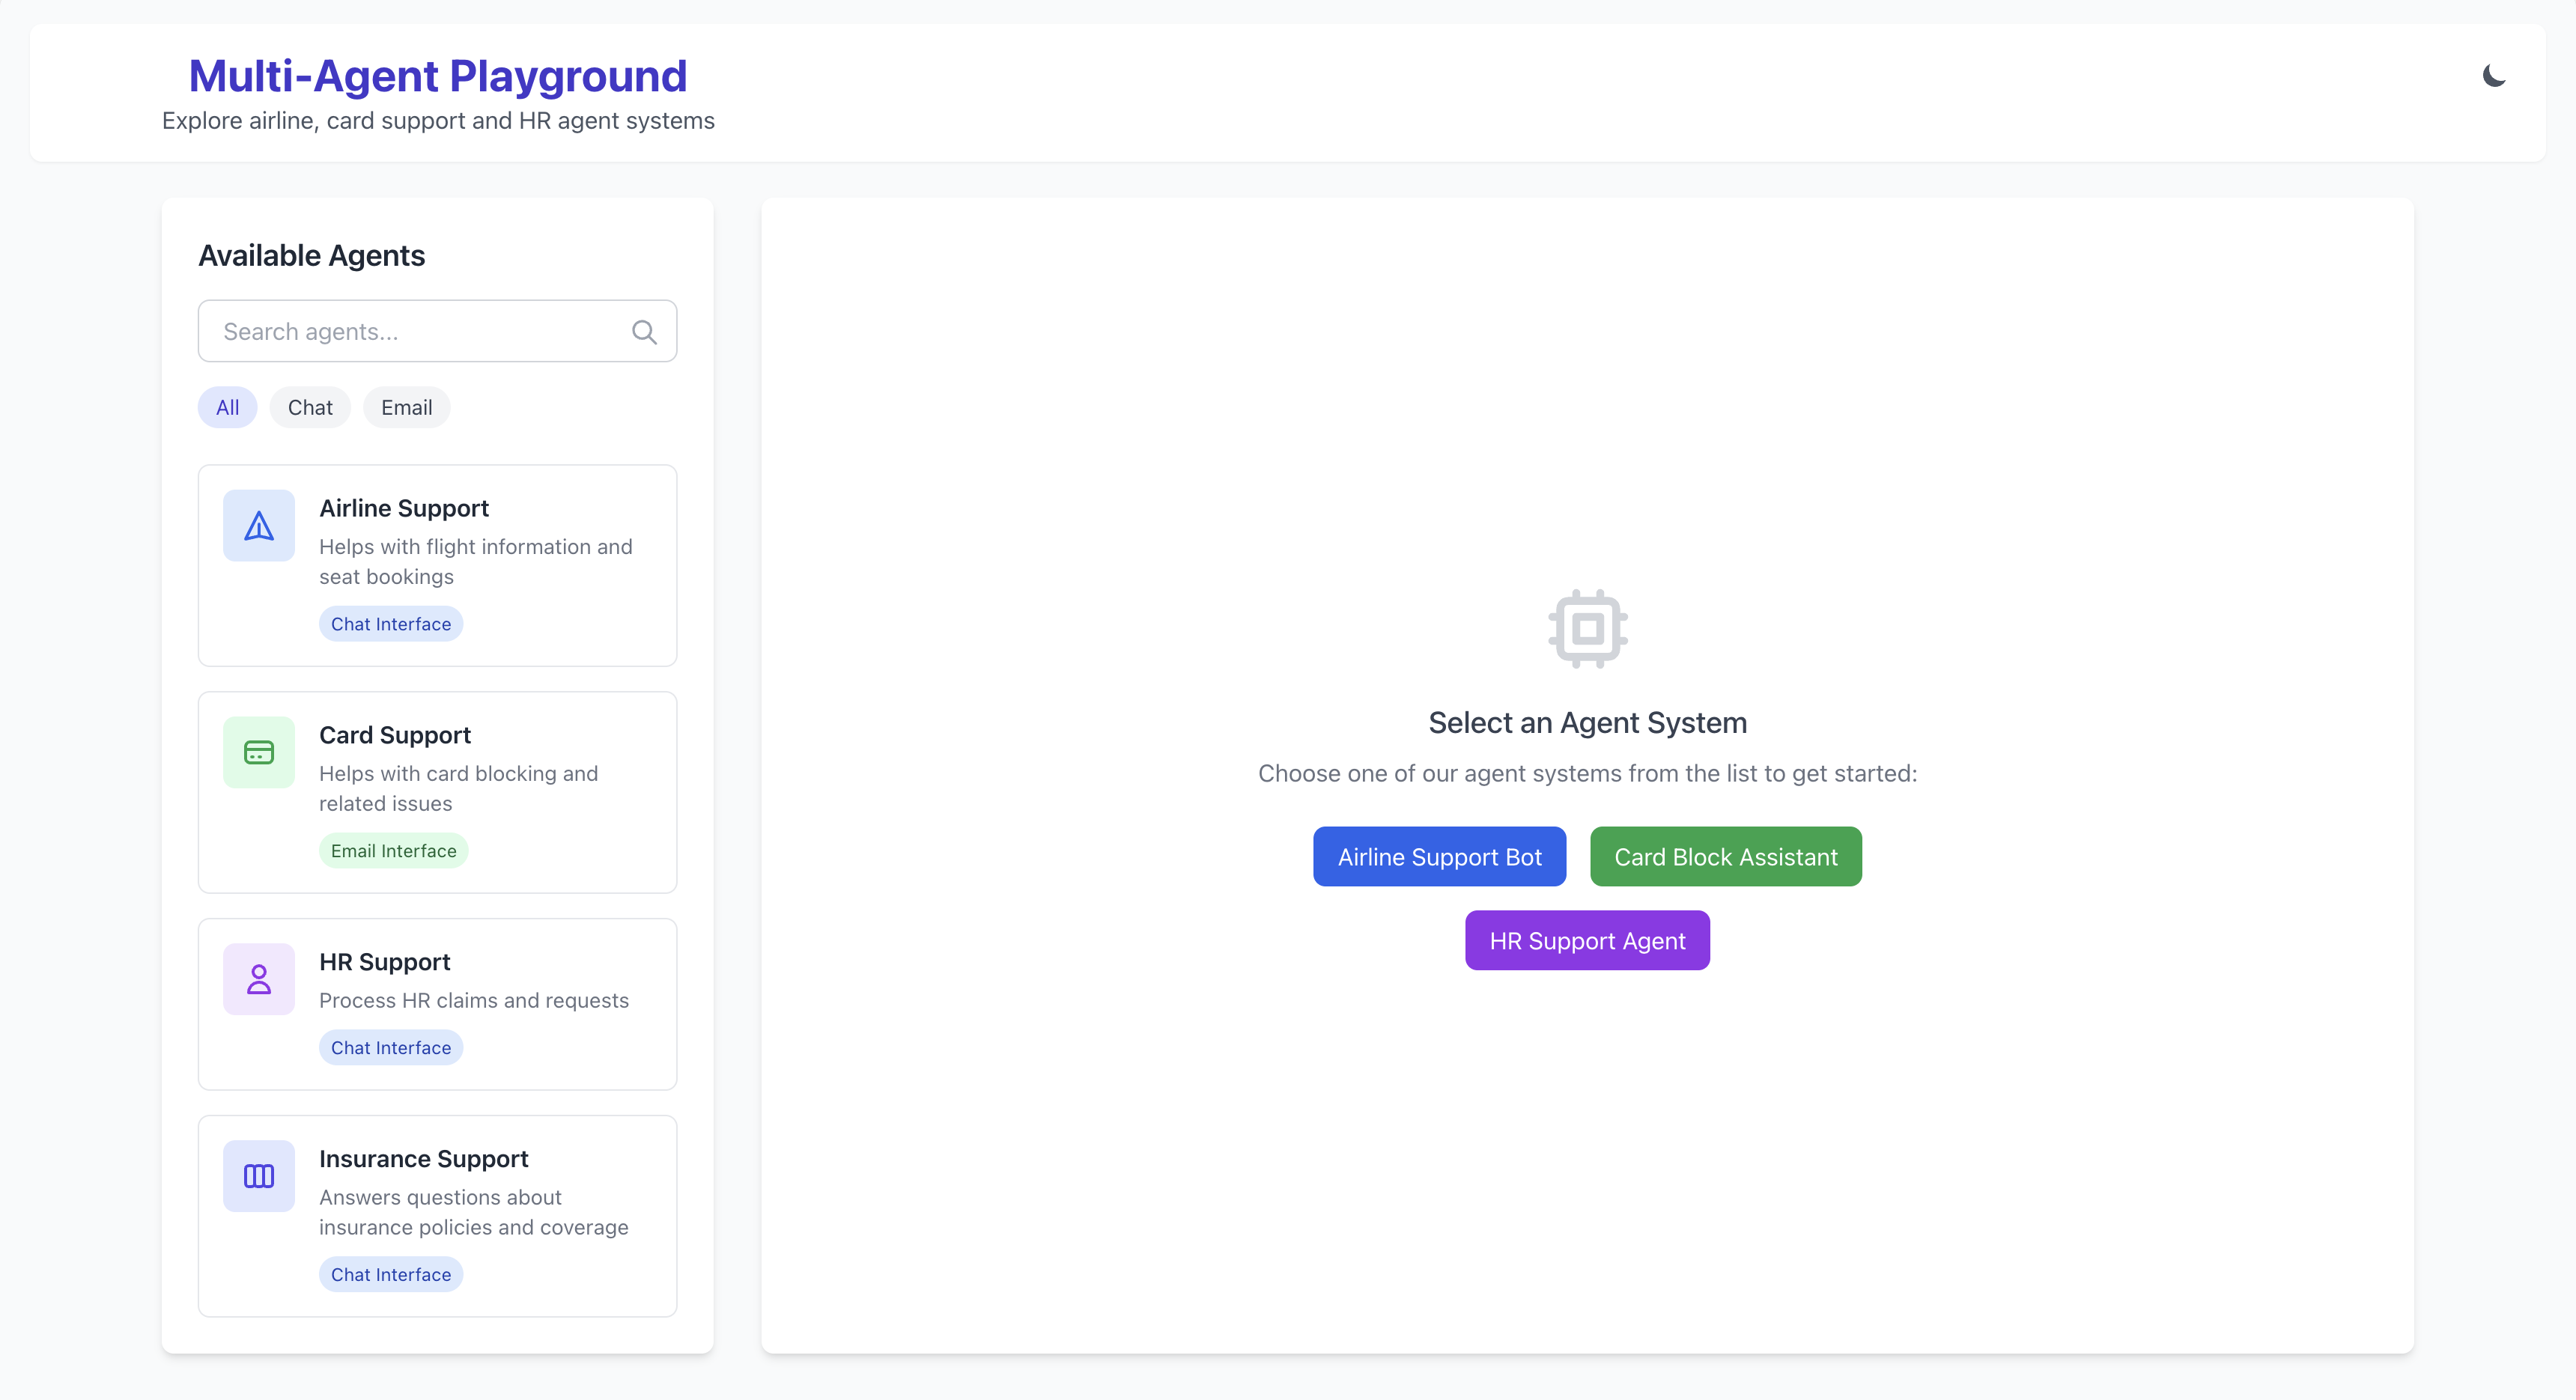 Multi-Agent Playground
Explore airline, card support and HR agent systems
Available Agents
Search agents...
All
Chat
Email
Airline Support
Helps with flight information and
seat bookings
Chat Interface
Card Support
Helps with card blocking and
related issues
Email Interface
HR Support
Process HR claims and requests
Chat Interface
Insurance Support
Answers questions about
insurance policies and coverage
Chat Interface
Select an Agent System
Choose one of our agent systems from the list to get started:
Airline Support Bot
Card Block Assistant
HR Support Agent